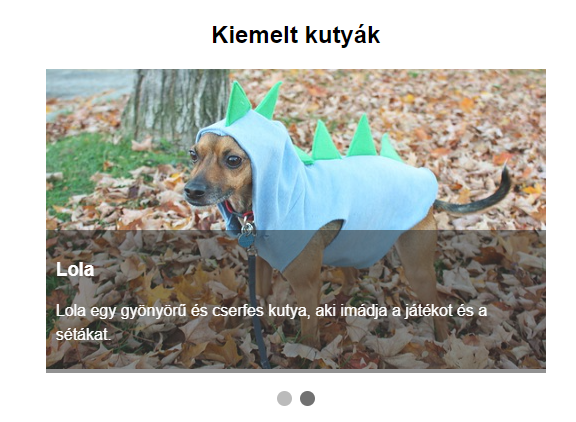 Kiemelt kutyák
Lola
Lola egy gyönyörű és cserfes kutya, aki imádja a játékot és a
sétákat.